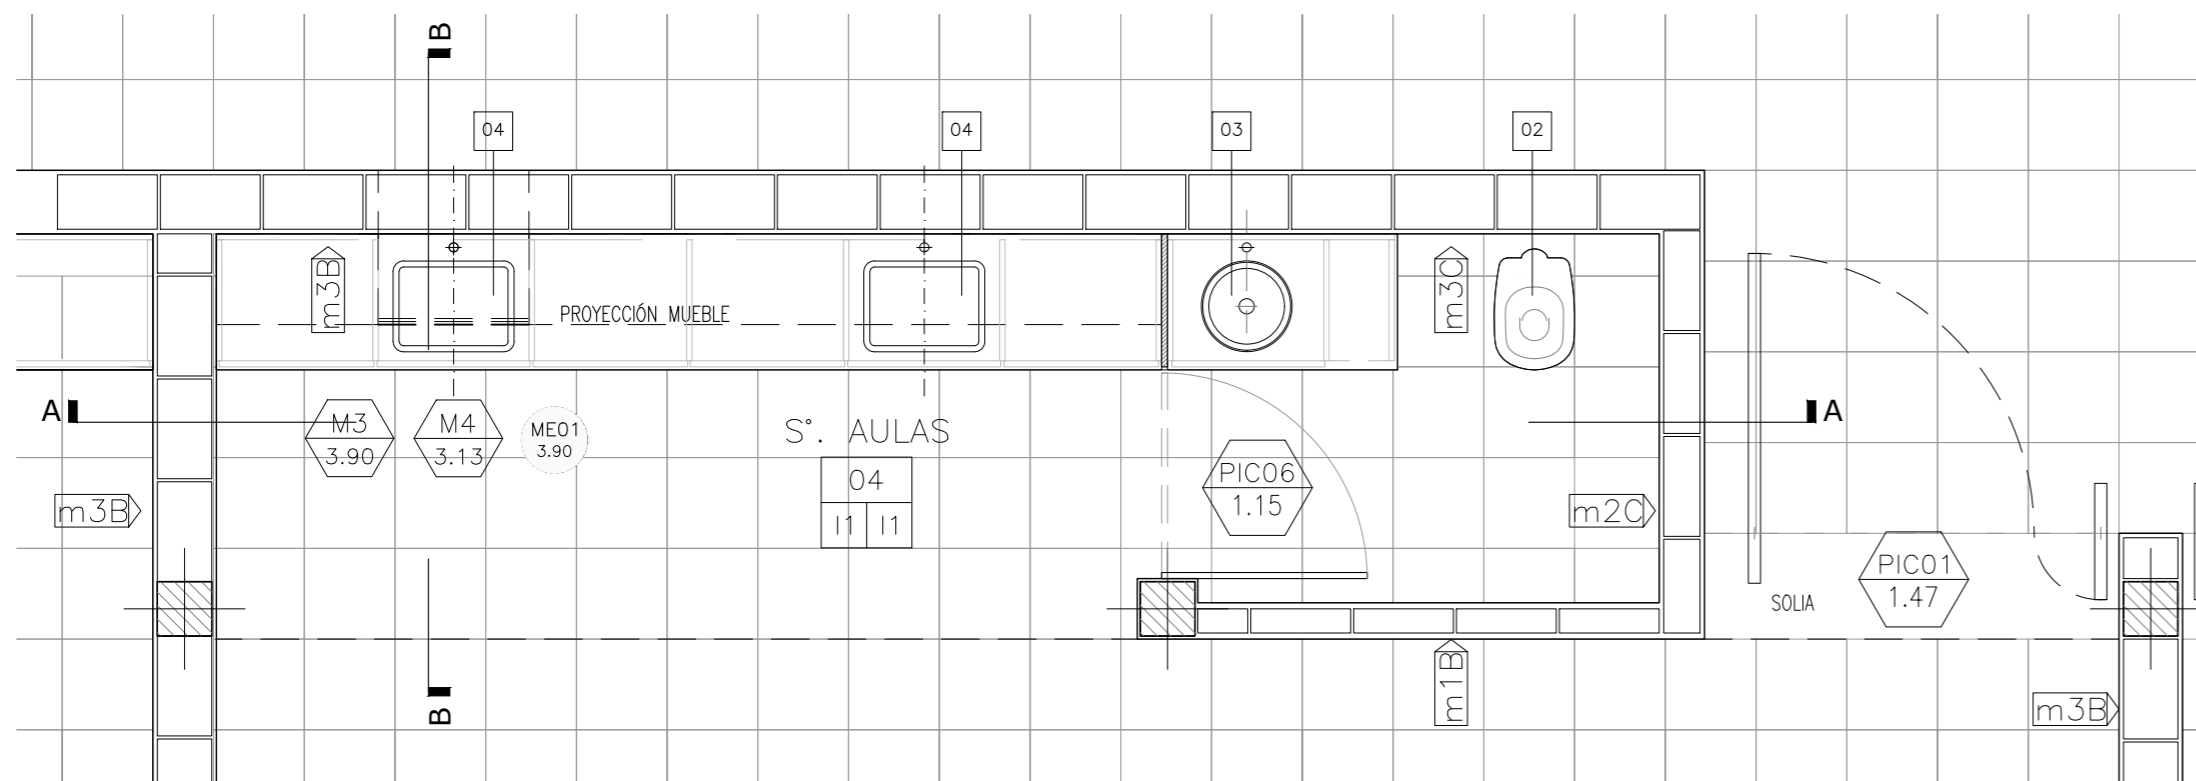 B
04
04
03
02
m3B
PROYECCIÓN MUEBLE
m3C
A
M3
3.90
M4
3.13
ME01
3.90
S°. AULAS
04
I1
I1
PIC06
1.15
A
m3B
m2C
PIC01
1.47
SOLIA
m1B
B
m3B